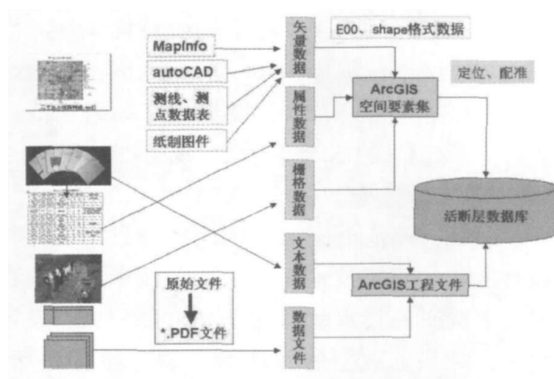 MapInfo
autoCAD
测线、测
点数据表
纸制图件
矢量数据
属性数据
栅格数据
文本数据
数据文件
E00、shape格式数据
ArcGIS
空间要素集
定位、配准
活断层数据库
ArcGIS工程文件
原始文件
*.PDF文件